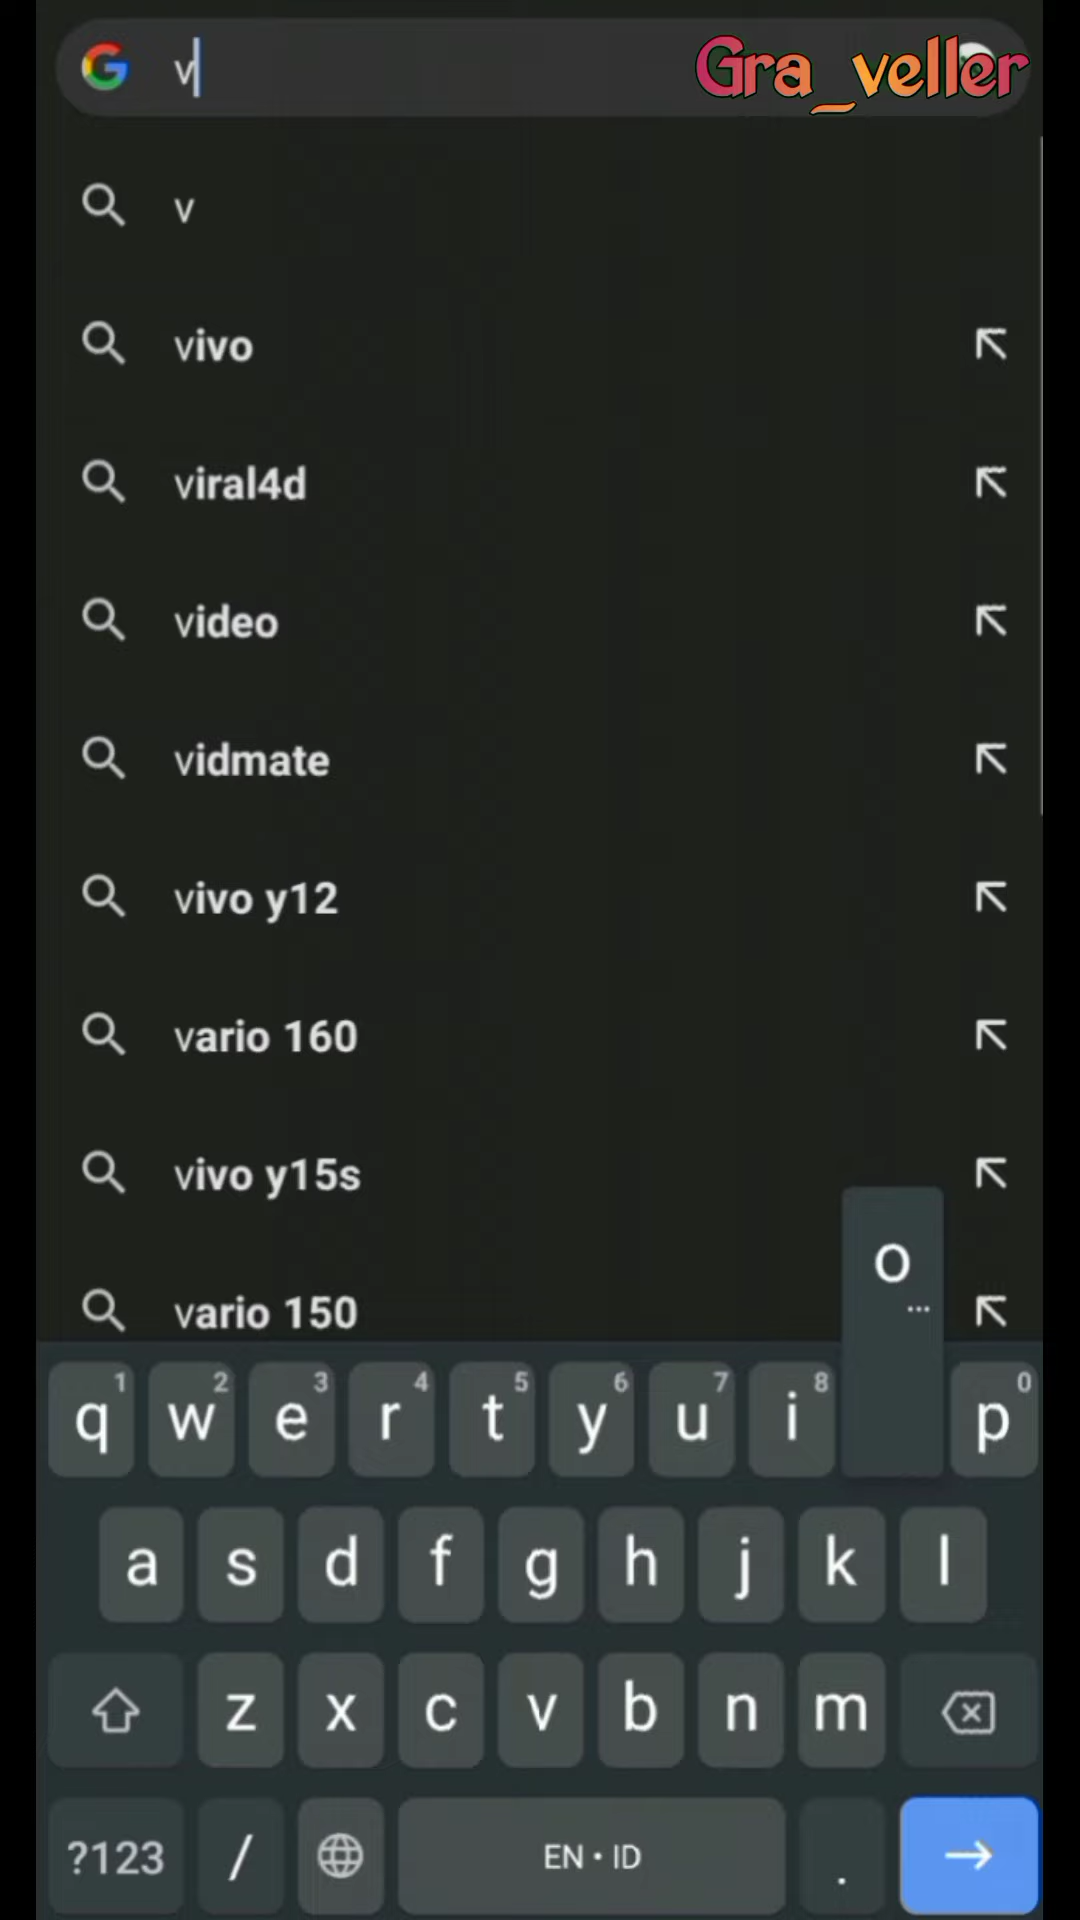 v
Gra_veller
v
vivo
viral4d
video
vidmate
vivo y12
vario 160
vivo y15s
vario 150
o
...
1 2 3 4 5 6 7 8 0
q w e r t y u i p
a s d f g h j k l
z x c v b n m
?123 / EN • ID .